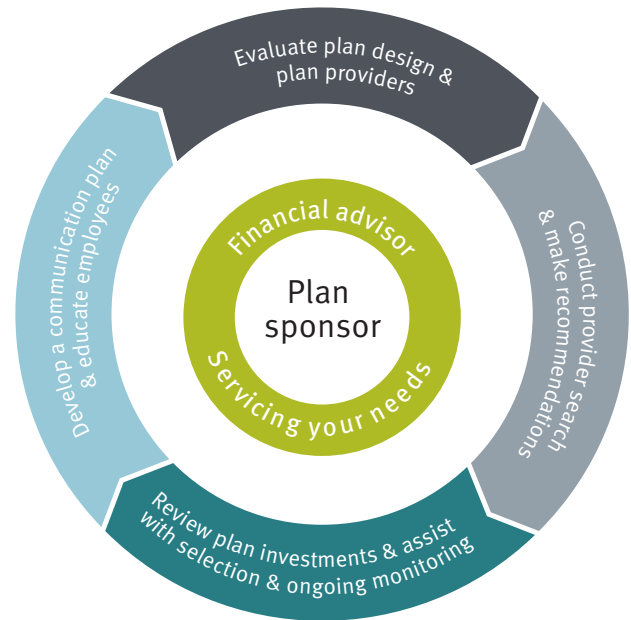 Evaluate plan design &
plan providers
Conduct provider search
& make recommendations
Review plan investments & assist
with selection & ongoing monitoring
Develop a communication plan
& educate employees
Financial advisor
Plan
sponsor
Servicing your needs